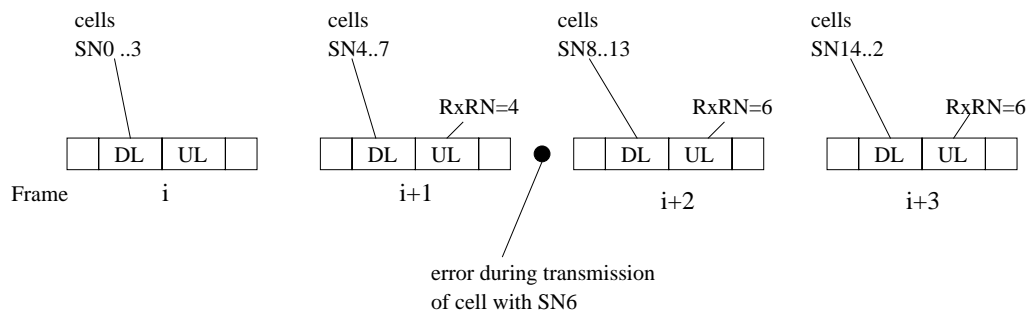 cells
SN0 ..3
cells
SN4..7
cells
SN8..13
cells
SN14..2
RxRN=4
RxRN=6
RxRN=6
DL
UL
DL
UL
DL
UL
DL
UL
Frame
i
i+1
i+2
i+3
error during transmission
of cell with SN6